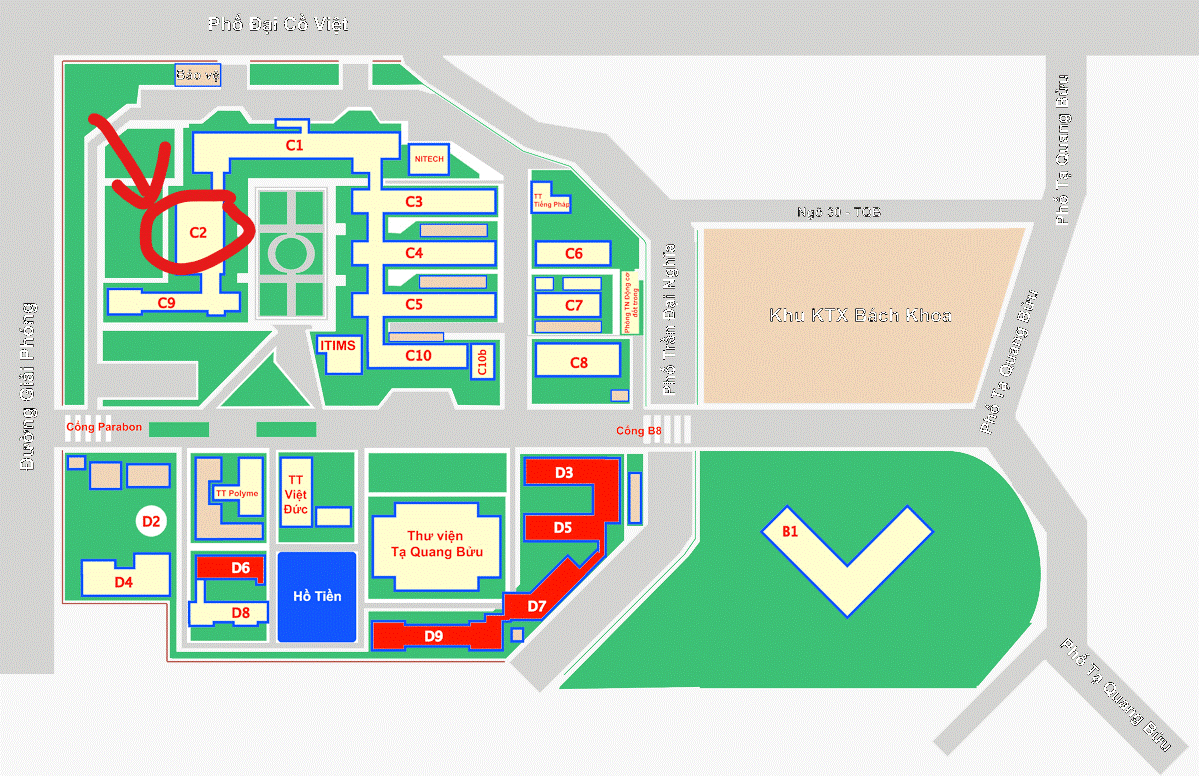 Phố Đại Cồ Việt
Bảo vệ
C1
NITECH
C2
C9
C3
C4
C5
C10
C10b
ITIMS
TT
Tiếng Pháp
C6
C7
C8
Phòng TN Động cơ
đốt trong
Đường Giải Phóng
Phố Trần Đại Nghĩa
Ngõ 30 - TQB
Phố Tạ Quang Bửu
Khu KTX Bách Khoa
Phố Tạ Quang Bửu
Cổng Parabon
Cổng B8
D2
D4
TT Polyme
TT
Việt
Đức
D6
D8
Hồ Tiền
Thư viện
Tạ Quang Bửu
D3
D5
D7
D9
B1
Phố Tạ Quang Bửu